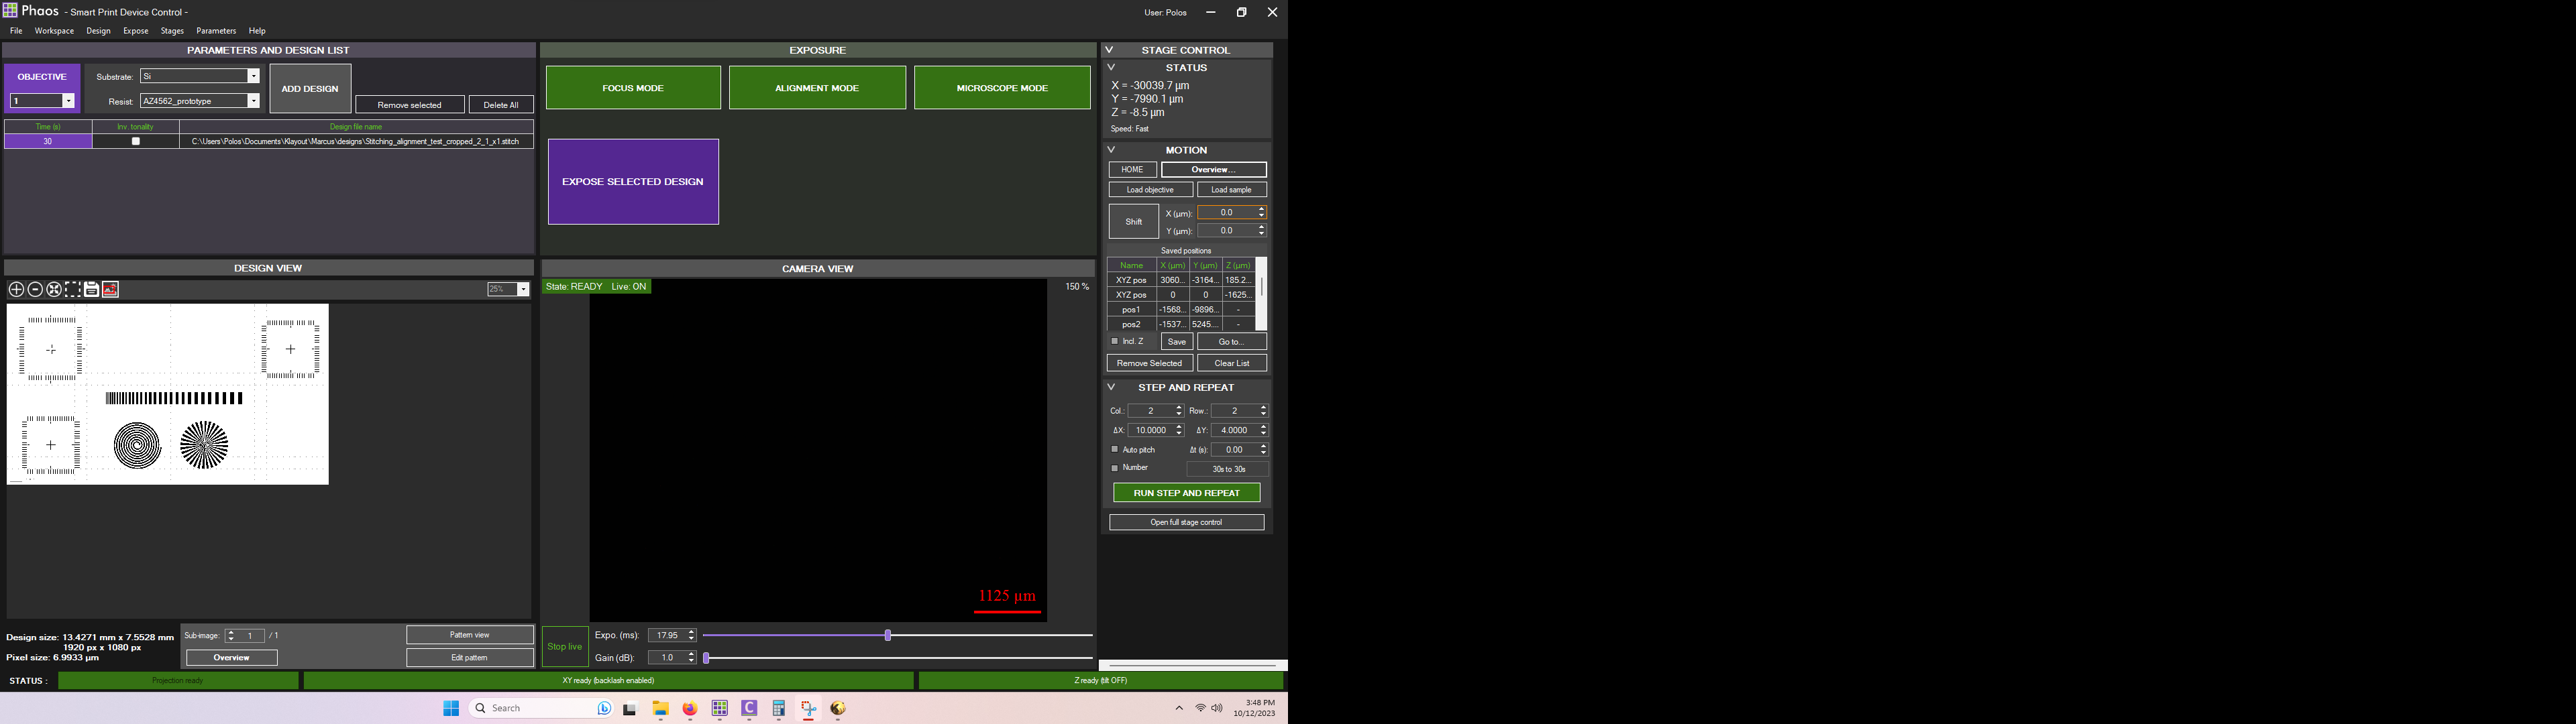 Phaos - Smart Print Device Control -
User: Polos
File Workspace Design Expose Stages Parameters Help
PARAMETERS AND DESIGN LIST
OBJECTIVE
1
Substrate: Si
Resist: AZ4562_prototype
ADD DESIGN
Remove selected
Delete All
Time (s) Inv. tonality Design file name
30 C:\Users\Polos\Documents\Klayout\Marcus\designs\Stitching_alignment_test_cropped_2_1_x1.stitch
EXPOSURE
FOCUS MODE
ALIGNMENT MODE
MICROSCOPE MODE
EXPOSE SELECTED DESIGN
DESIGN VIEW
25%
Design size: 13.4271 mm x 7.5528 mm
1920 px x 1080 px
Pixel size: 6.9933 µm
Sub-image: 1 / 1
Overview
Pattern view
Edit pattern
CAMERA VIEW
State: READY Live: ON
150 %
1125 µm
Stop live
Expo. (ms): 17.95
Gain (dB): 1.0
STAGE CONTROL
STATUS
X = -30039.7 µm
Y = -7990.1 µm
Z = -8.5 µm
Speed: Fast
MOTION
HOME
Overview...
Load objective
Load sample
Shift
X (µm): 0.0
Y (µm): 0.0
Saved positions
Name X (µm) Y (µm) Z (µm)
XYZ pos 3060... -3164... 185.2...
XYZ pos 0 0 -1625...
pos1 -1568... -9896... -
pos2 -1537... 5245.... -
Incl. Z
Save
Go to...
Remove Selected
Clear List
STEP AND REPEAT
Col.: 2 Row.: 2
ΔX: 10.0000 ΔY: 4.0000
Auto pitch Δt (s): 0.00
Number 30s to 30s
RUN STEP AND REPEAT
Open full stage control
STATUS :
Projection ready
XY ready (backlash enabled)
Z ready (tilt OFF)
Search
3:48 PM
10/12/2023